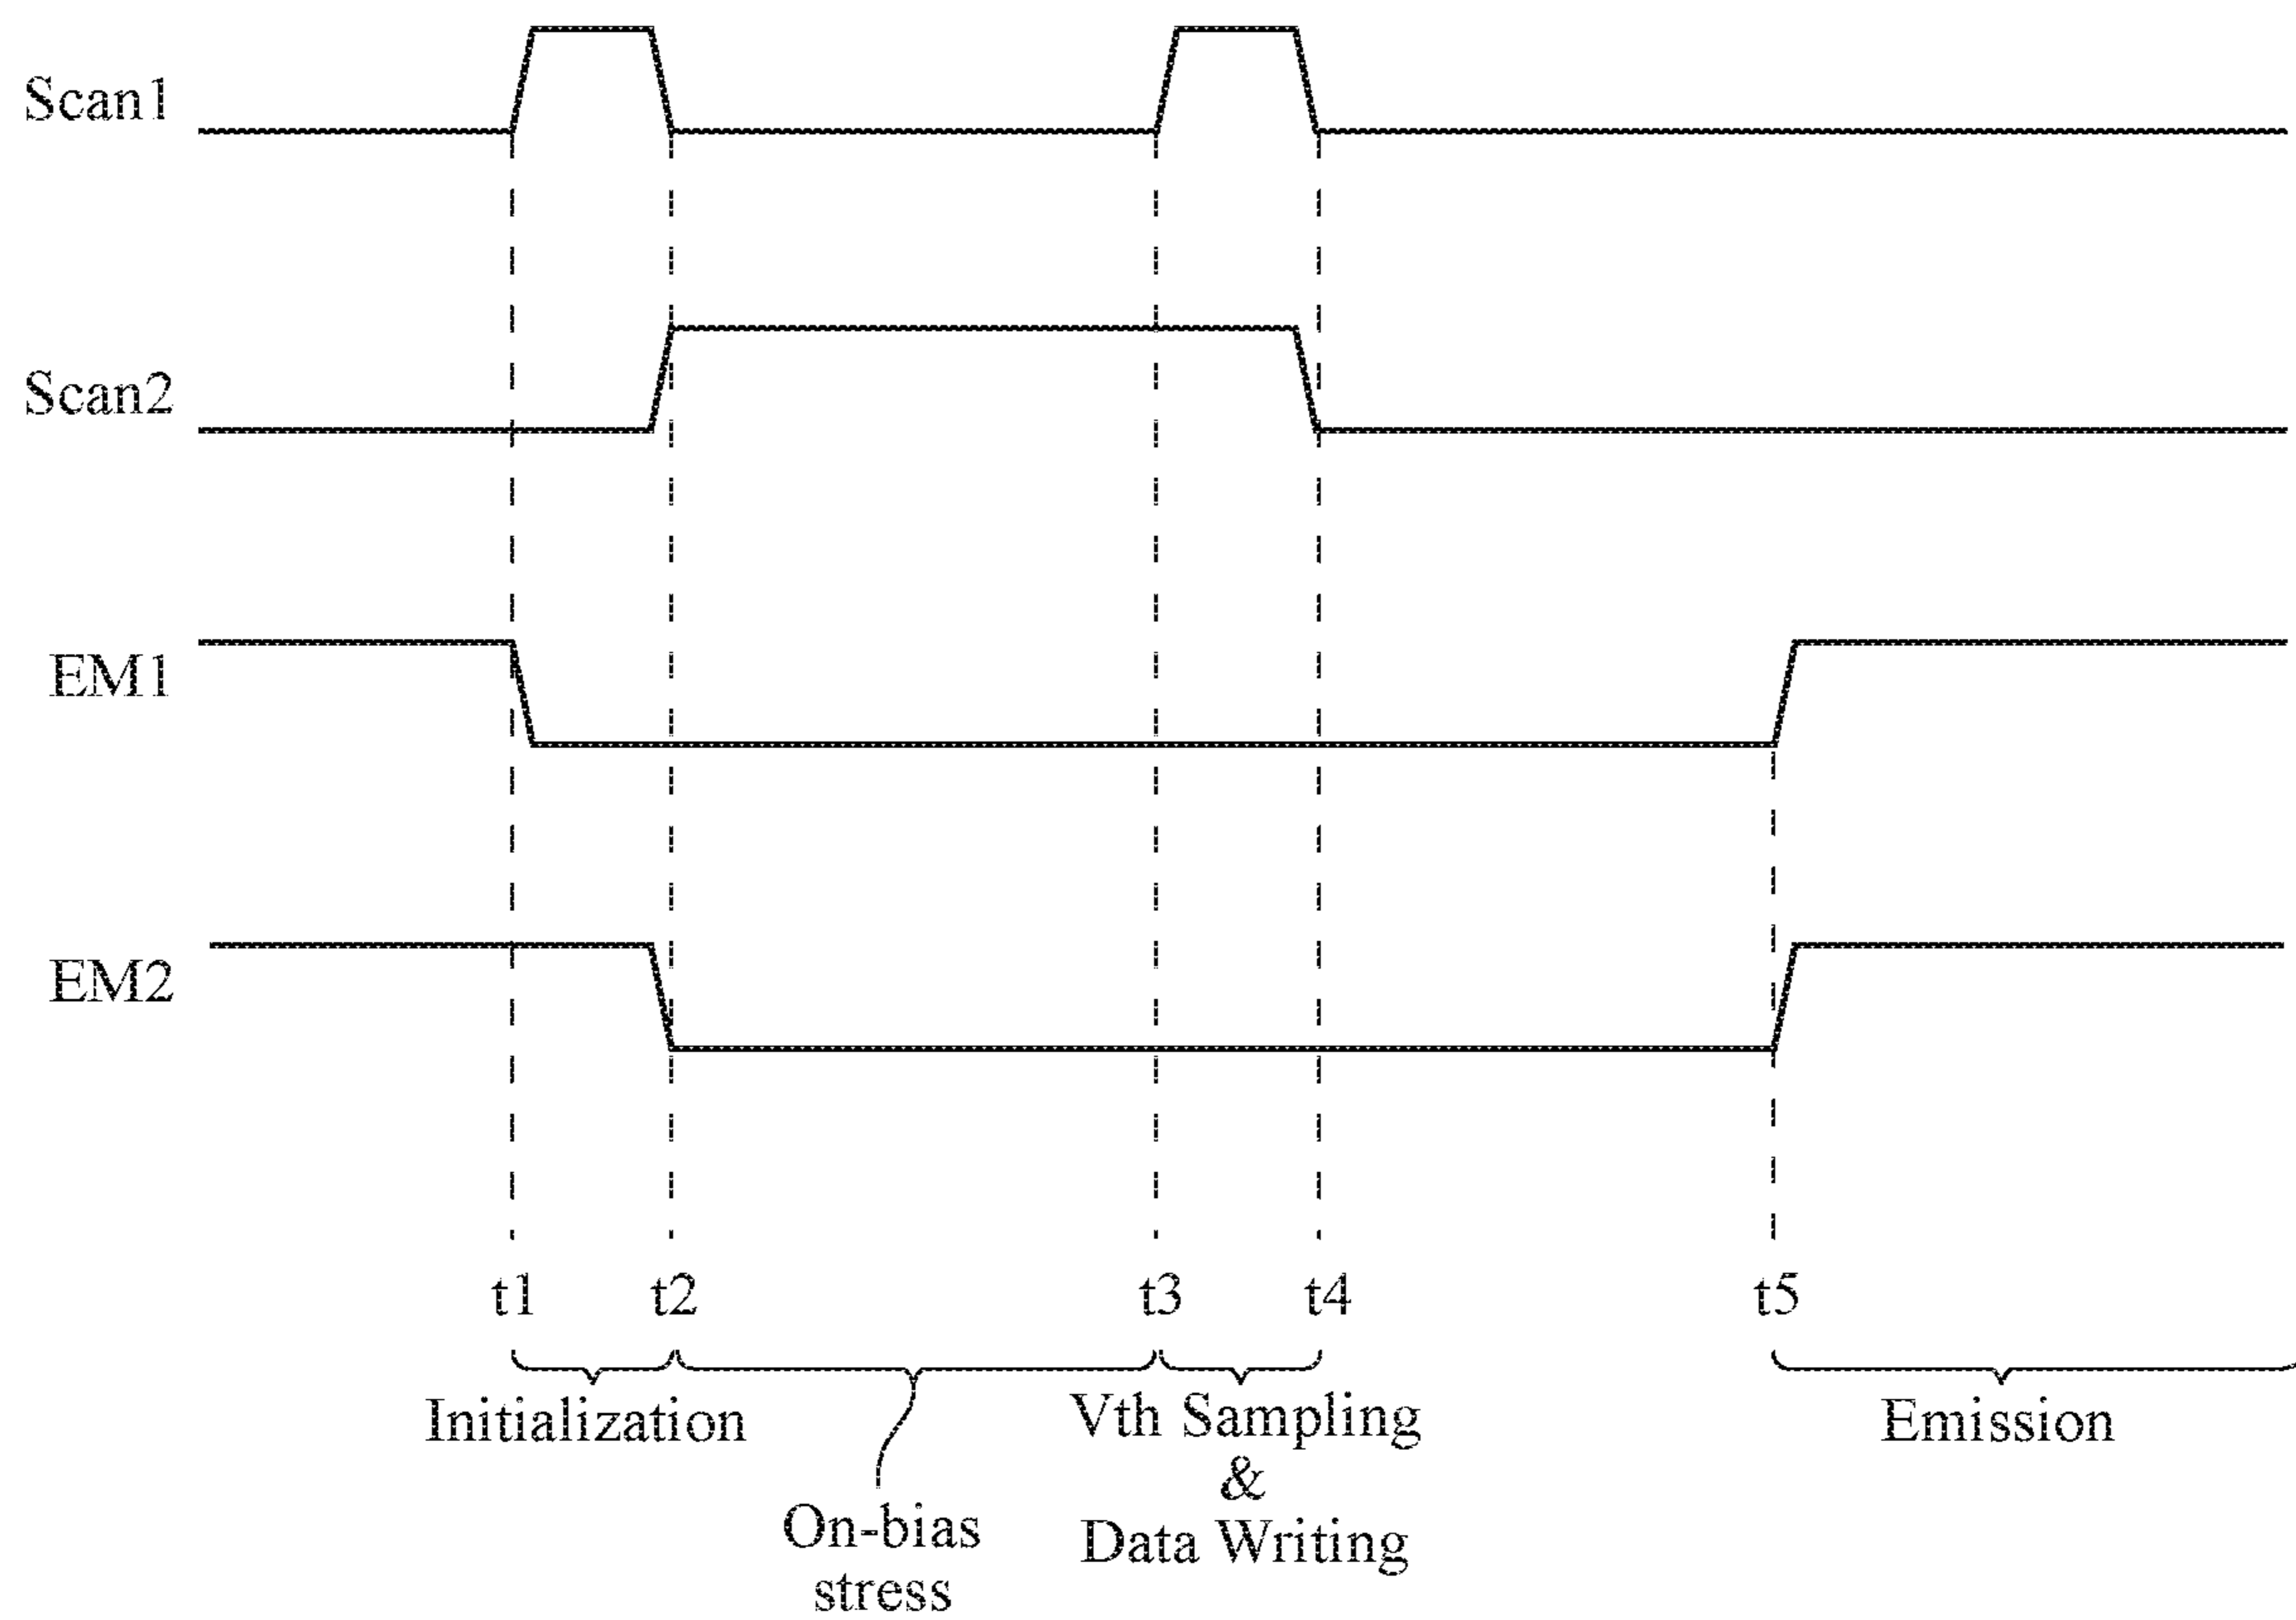 Scan1
Scan2
EM1
EM2
t1 t2 t3 t4 t5
Initialization
On-bias
stress
Vth Sampling
&
Data Writing
Emission